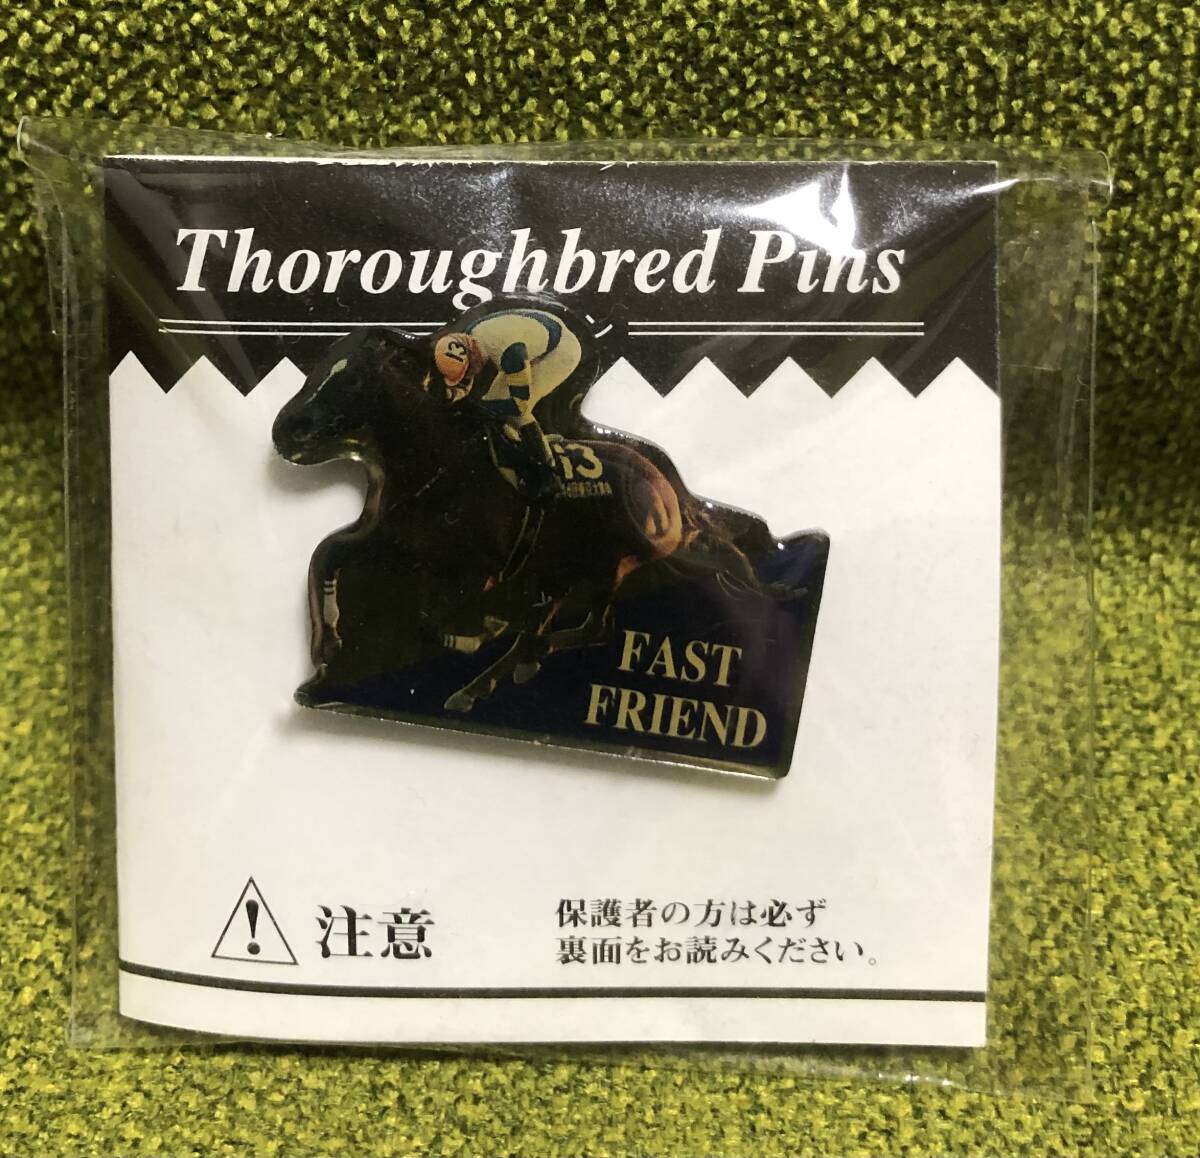 Thoroughbred Pins
13
13
FAST
FRIEND
注意
保護者の方は必ず
裏面をお読みください。